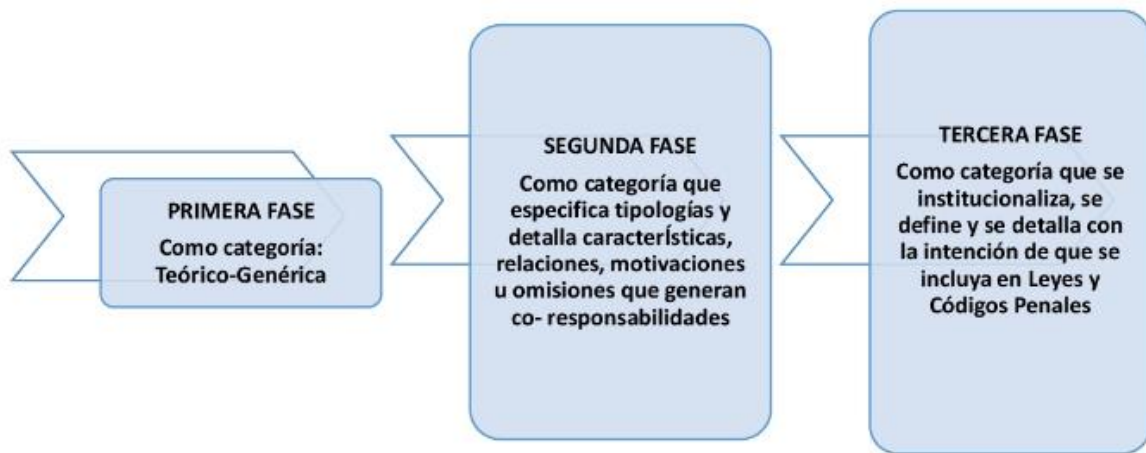 PRIMERA FASE
Como categoría:
Teórico-Genérica
SEGUNDA FASE
Como categoría que
especifica tipologías y
detalla características,
relaciones, motivaciones
u omisiones que generan
co- responsabilidades
TERCERA FASE
Como categoría que se
institucionaliza, se
define y se detalla con
la intención de que se
incluya en Leyes y
Códigos Penales